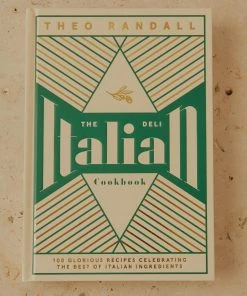 THEO RANDALL
THE DELI
Italian
Cookbook
100 GLORIOUS RECIPES CELEBRATING
THE BEST OF ITALIAN INGREDIENTS